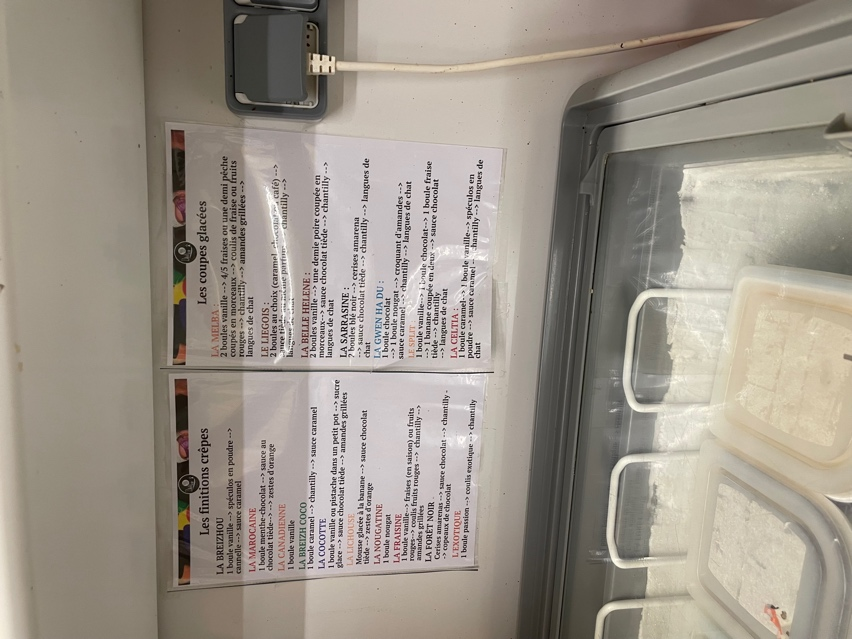 Les coupes glacées
LA MELBA
2 boules vanille --> 4/5 fraises ou une demi pêche
coupés en morceaux --> coulis de fraise ou fruits
rouges --> chantilly --> amandes grillées -->
langues de chat
LE LIEGOIS :
2 boules au choix (caramel, chocolat ou café) -->
chantilly -->
LA BELLE HELENE :
2 boules vanille --> une demie poire coupée en
morceaux--> sauce chocolat tiède --> chantilly -->
langues de chat
LA SARRASINE :
2 boules blé noir --> cerises amarena
--> sauce chocolat tiède --> chantilly --> langues de
chat
LA GWEN HA DU :
1 boule chocolat
--> 1 boule nougat --> croquant d'amandes -->
sauce caramel --> chantilly --> langues de chat
LE SPLIT
1 boule vanille--> 1 boule chocolat--> 1 boule fraise
--> 1 banane coupée en deux --> sauce chocolat
tiède --> chantilly
--> langues de chat
LA CELTIA :
1 boule caramel--> 1 boule vanille--> spéculos en
poudre --> sauce caramel --> chantilly --> langues de
chat
Les finitions crêpes
LA BREIZHOU
1 boule vanille --> spéculos en poudre -->
cannelle--> sauce caramel
LA MAROCAINE
1 boule menthe-chocolat --> sauce au
chocolat tiède--> --> zestes d'orange
LA CANADIENNE
1 boule vanille
LA BREIZH COCO
1 boule caramel --> chantilly --> sauce caramel
LA COCOTTE
1 boule vanille ou pistache dans un petit pot --> sucre
glace --> sauce chocolat tiède --> amandes grillées
LA LICHOUSE
Mousse glacée à la banane --> sauce chocolat
tiède --> zestes d'orange
LA NOUGATINE
1 boule nougat
LA FRAISINE
1 boule vanille--> fraises (en saison) ou fruits
rouges--> coulis fruits rouges --> chantilly -->
amandes grillées
LA FORÊT NOIR
Cerises amarenas --> sauce chocolat --> chantilly -
-> copeaux de chocolat
L'EXOTIQUE
1 boule passion --> coulis exotique --> chantilly